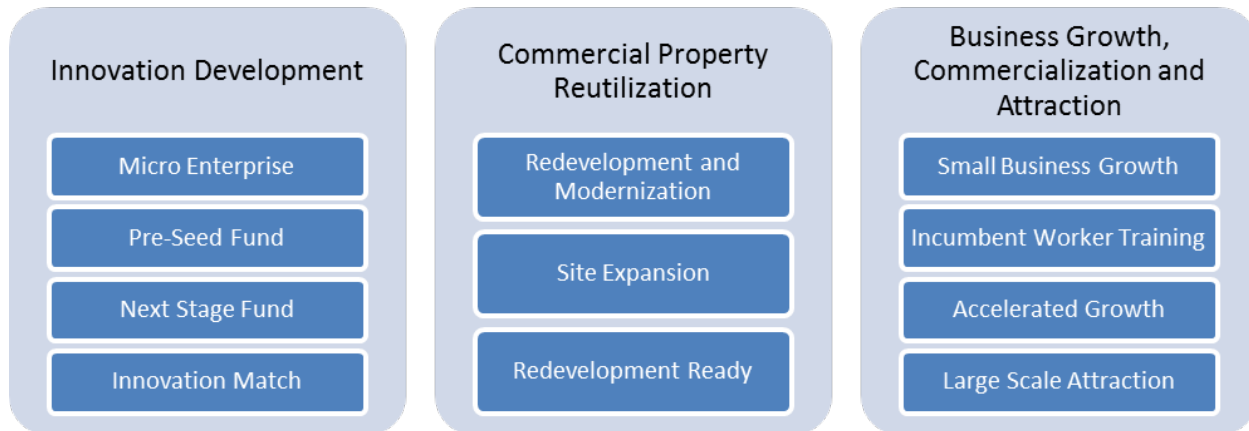 Innovation Development
Micro Enterprise
Pre-Seed Fund
Next Stage Fund
Innovation Match
Commercial Property
Reutilization
Redevelopment and
Modernization
Site Expansion
Redevelopment Ready
Business Growth,
Commercialization and
Attraction
Small Business Growth
Incumbent Worker Training
Accelerated Growth
Large Scale Attraction